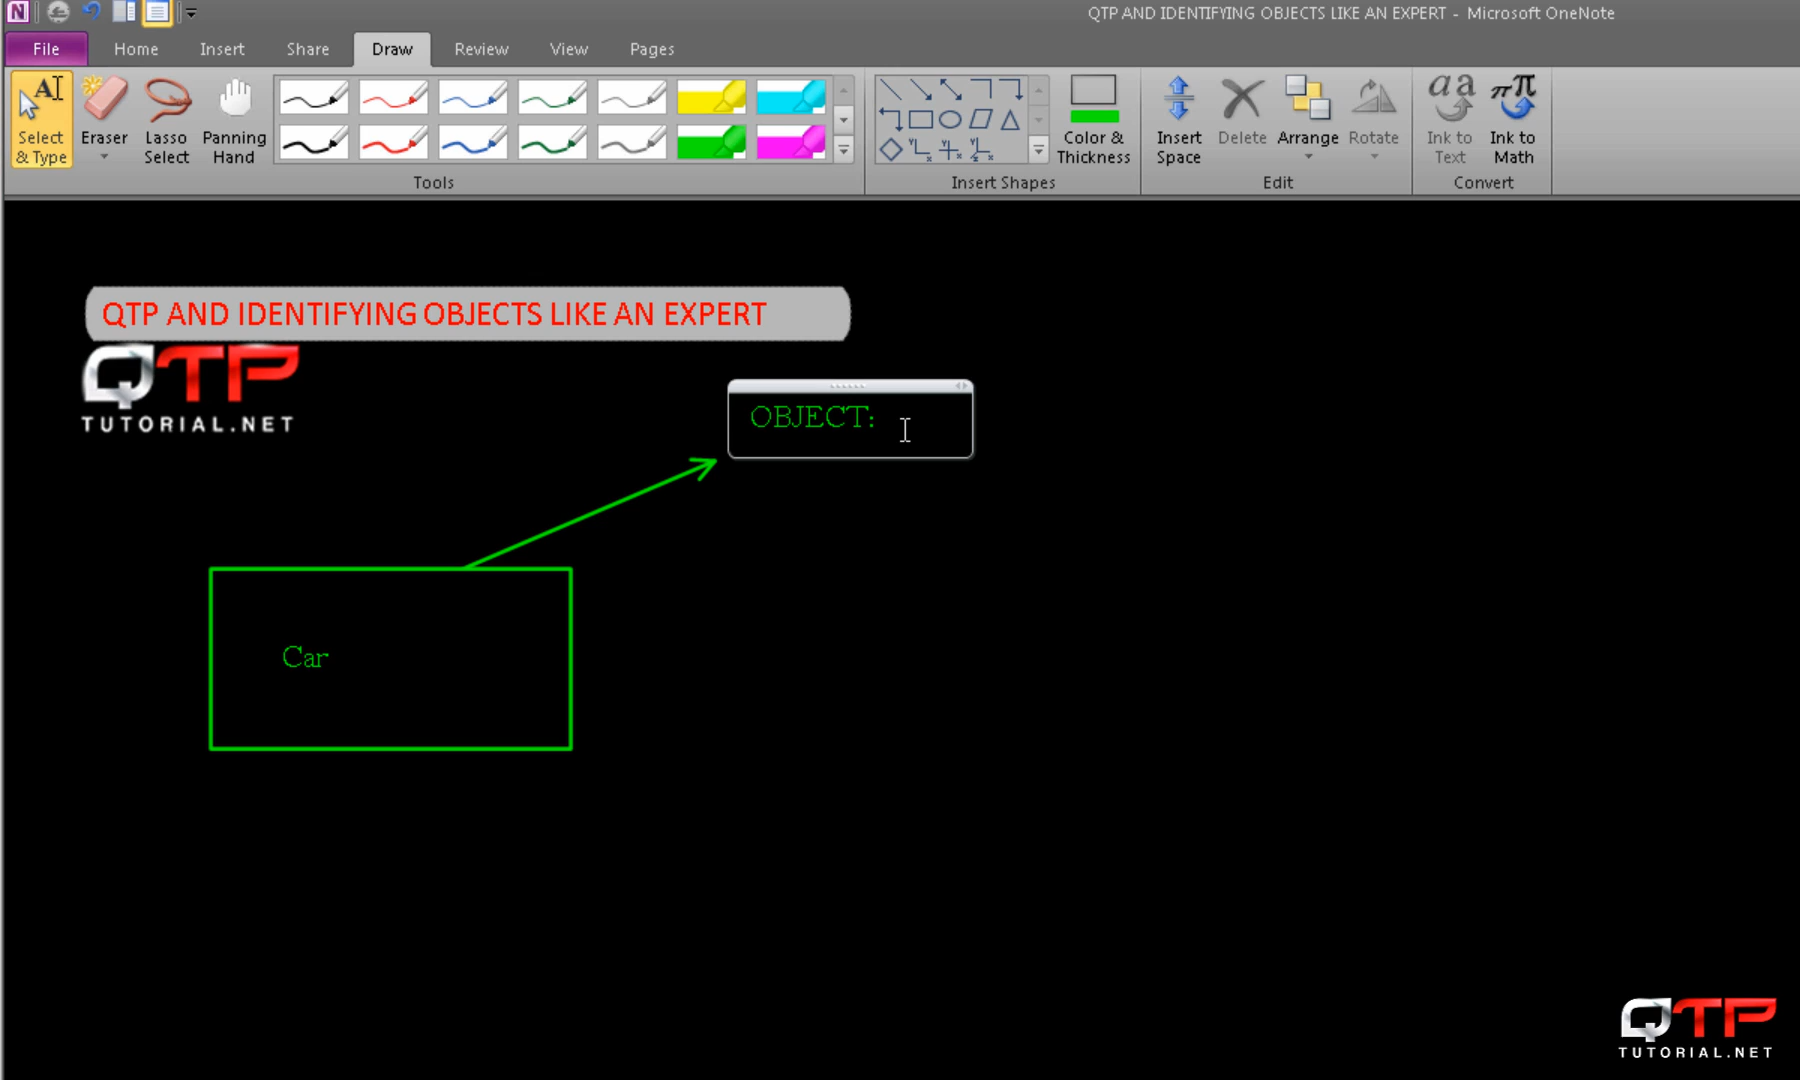 QTP AND IDENTIFYING OBJECTS LIKE AN EXPERT - Microsoft OneNote
File Home Insert Share Draw Review View Pages
Select & Type
Eraser
Lasso Select
Panning Hand
Color & Thickness
Insert Space
Delete
Arrange
Rotate
Ink to Text
Ink to Math
Tools Insert Shapes Edit Convert
QTP AND IDENTIFYING OBJECTS LIKE AN EXPERT
QTP
TUTORIAL.NET
OBJECT:
Car
QTP
TUTORIAL.NET